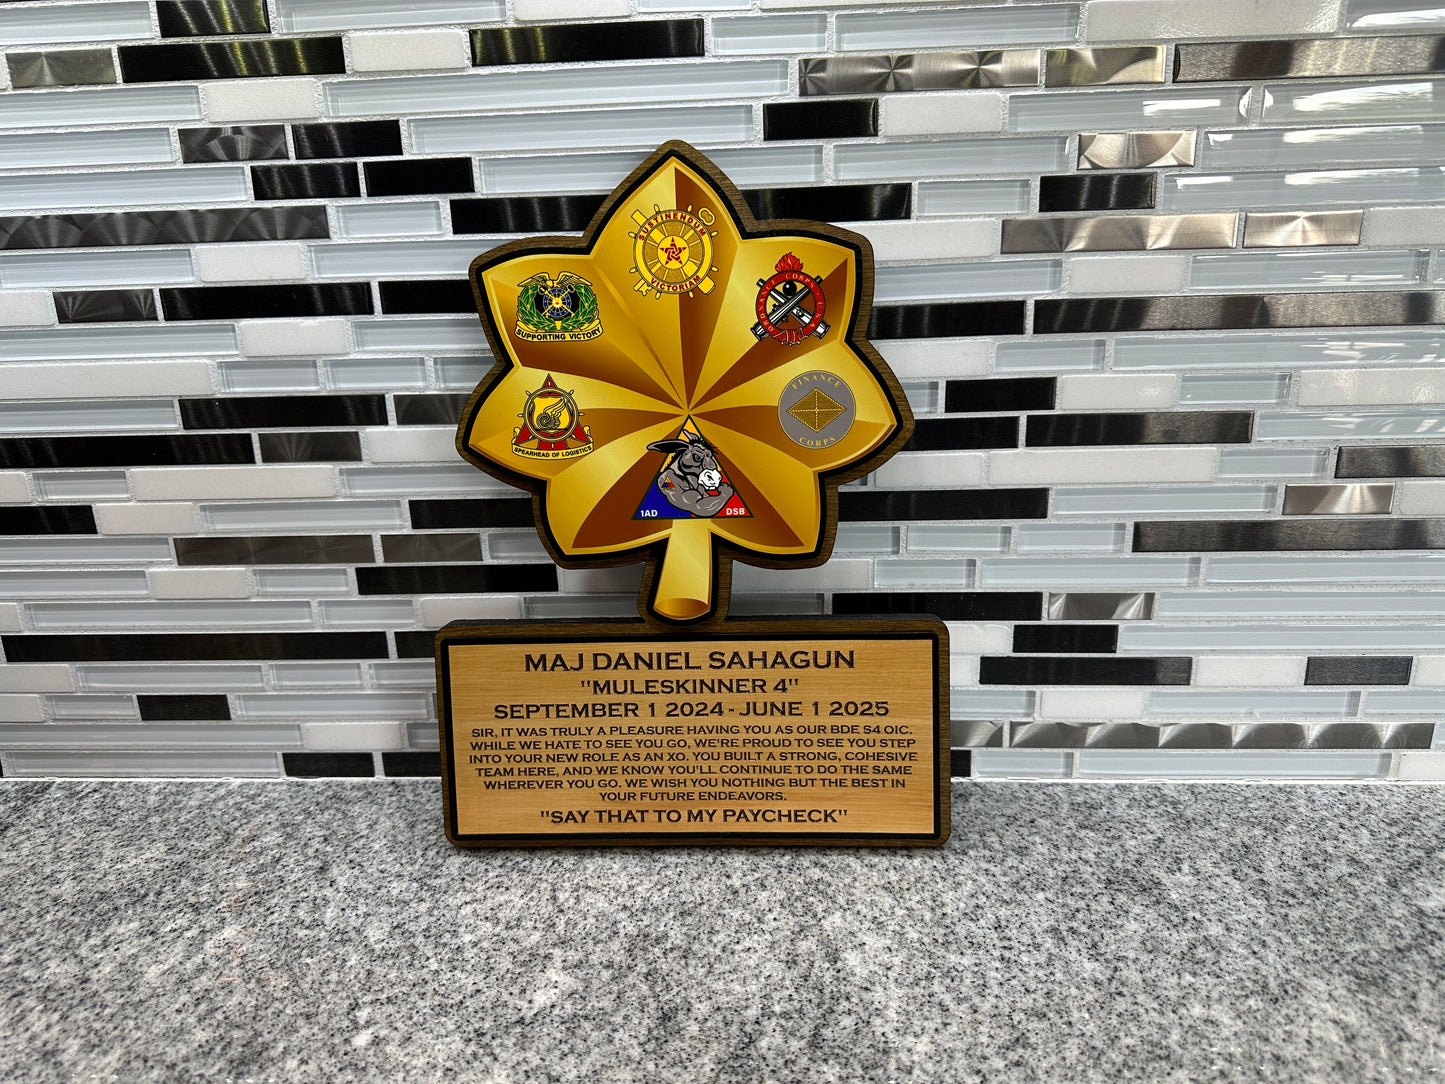 SUSTINENDUM
VICTORIAM
SUPPORTING VICTORY
ORDNANCE CORPS U.S.A.
SPEARHEAD OF LOGISTICS
FINANCE
CORPS
1AD
DSB
MAJ DANIEL SAHAGUN
"MULESKINNER 4"
SEPTEMBER 1 2024 - JUNE 1 2025
SIR, IT WAS TRULY A PLEASURE HAVING YOU AS OUR BDE S4 OIC.
WHILE WE HATE TO SEE YOU GO, WE'RE PROUD TO SEE YOU STEP
INTO YOUR NEW ROLE AS AN XO. YOU BUILT A STRONG, COHESIVE
TEAM HERE, AND WE KNOW YOU'LL CONTINUE TO DO THE SAME
WHEREVER YOU GO. WE WISH YOU NOTHING BUT THE BEST IN
YOUR FUTURE ENDEAVORS.
"SAY THAT TO MY PAYCHECK"